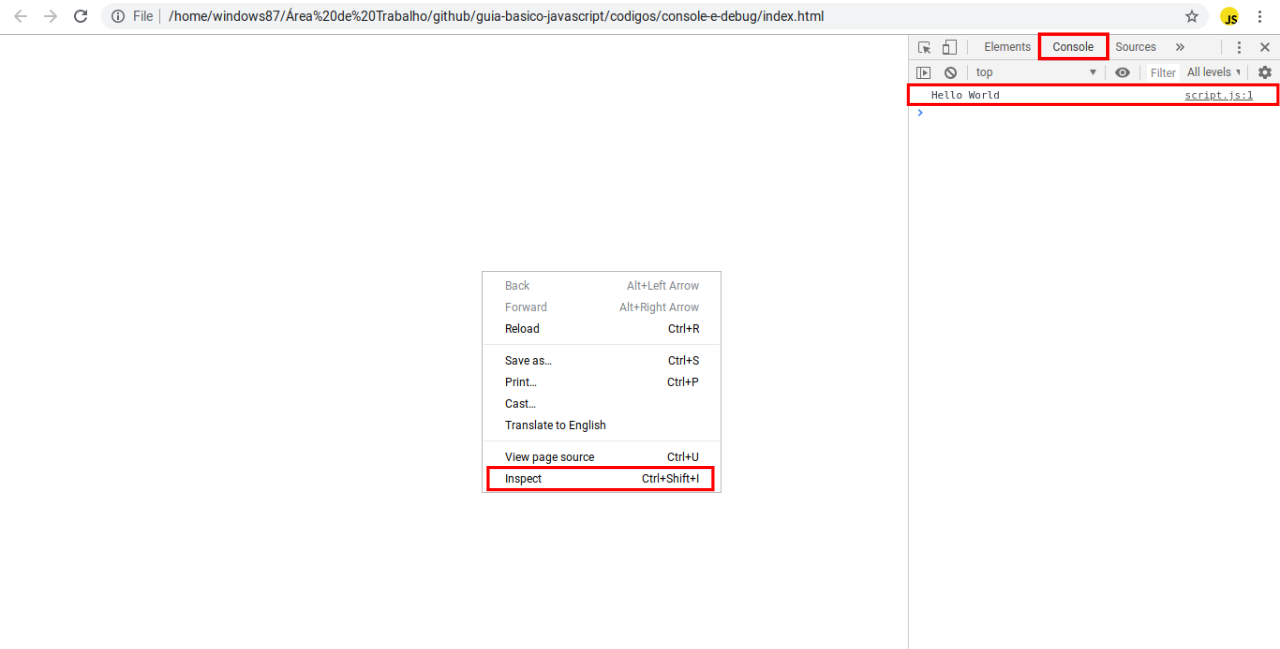 File | /home/windows87/Área%20de%20Trabalho/github/guia-basico-javascript/codigos/console-e-debug/index.html JS
Elements Console Sources »
top Filter All levels
Hello World script.js:1
Back Alt+Left Arrow
Forward Alt+Right Arrow
Reload Ctrl+R
Save as… Ctrl+S
Print… Ctrl+P
Cast…
Translate to English
View page source Ctrl+U
Inspect Ctrl+Shift+I